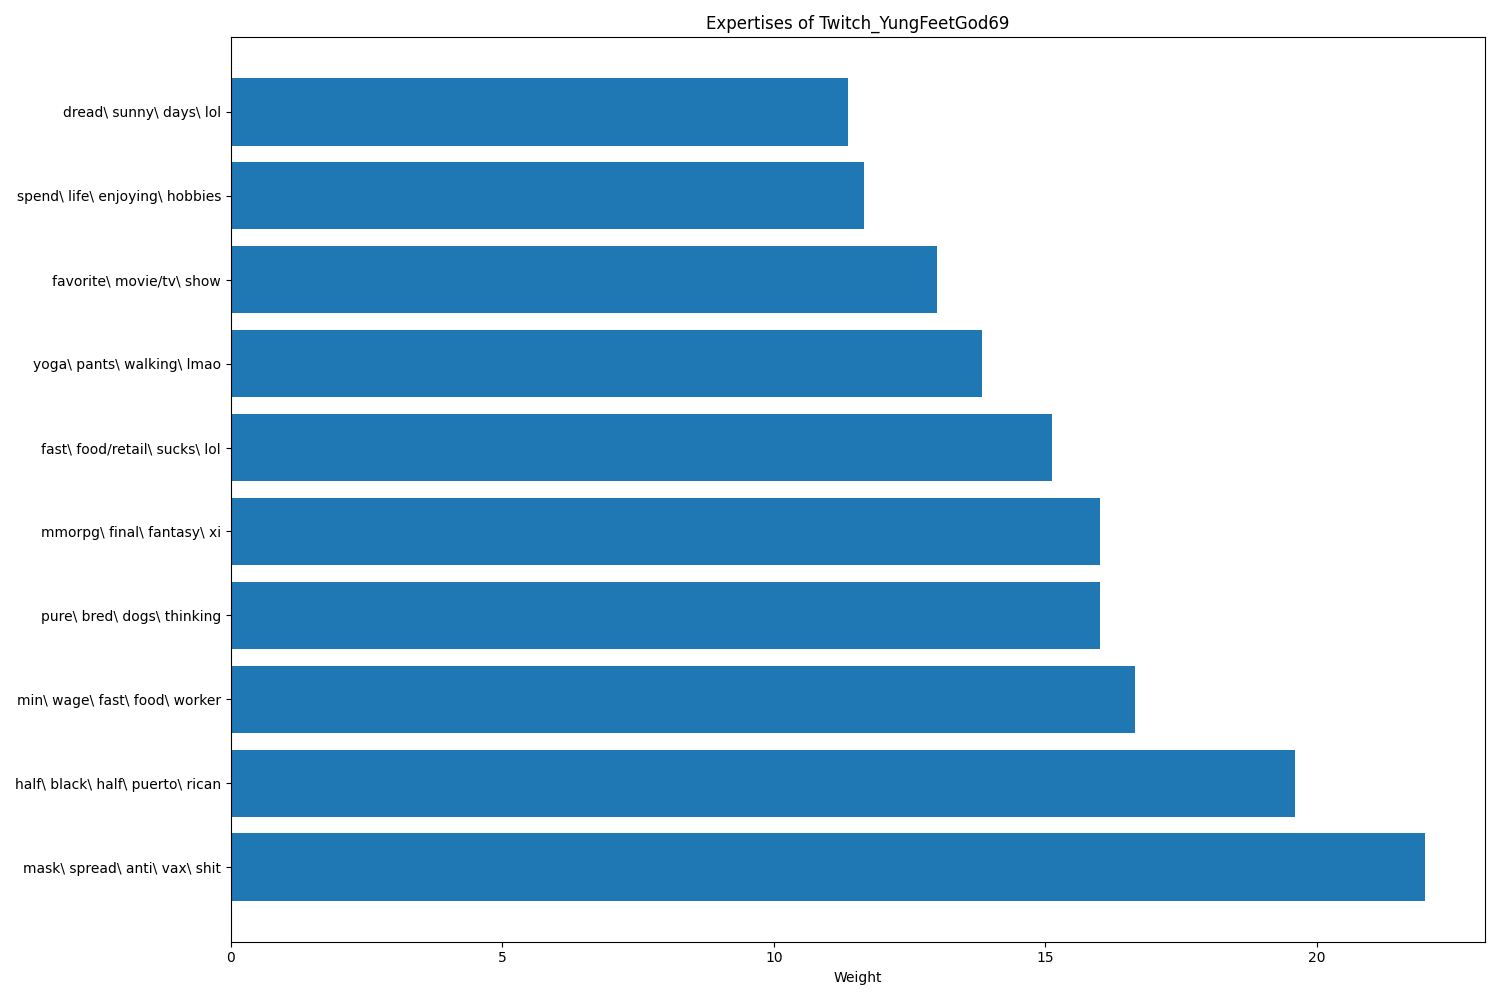 Expertises of Twitch_YungFeetGod69
dread\ sunny\ days\ lol
spend\ life\ enjoying\ hobbies
favorite\ movie/tv\ show
yoga\ pants\ walking\ lmao
fast\ food/retail\ sucks\ lol
mmorpg\ final\ fantasy\ xi
pure\ bred\ dogs\ thinking
min\ wage\ fast\ food\ worker
half\ black\ half\ puerto\ rican
mask\ spread\ anti\ vax\ shit
0 5 10 15 20
Weight